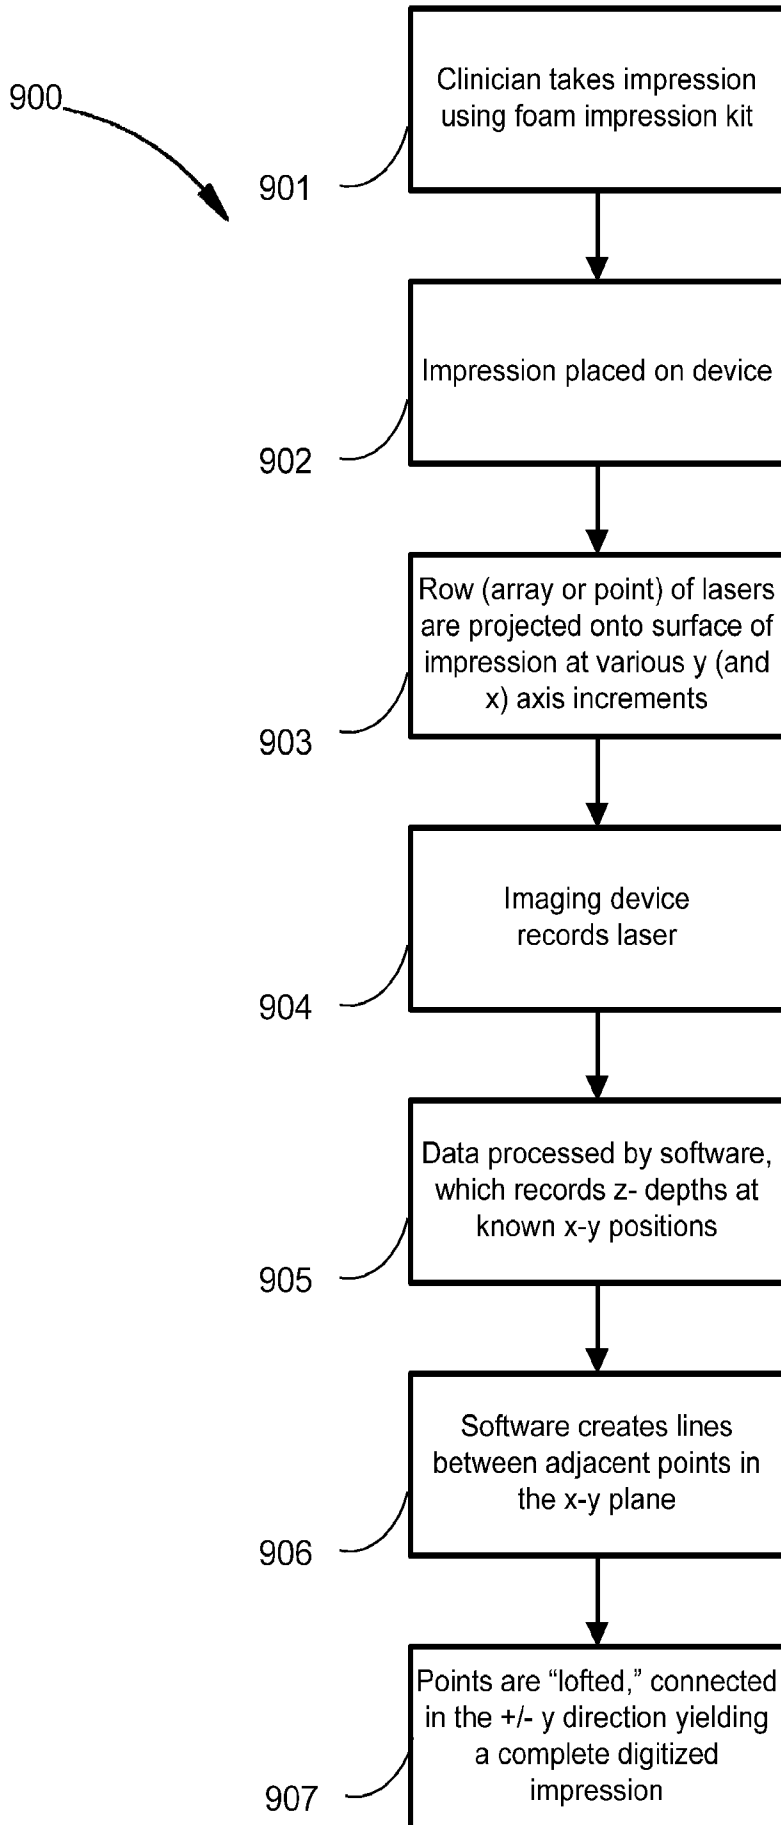 900
Clinician takes impression
using foam impression kit
901
Impression placed on device
902
Row (array or point) of lasers
are projected onto surface of
impression at various y (and
x) axis increments
903
Imaging device
records laser
904
Data processed by software,
which records z- depths at
known x-y positions
905
Software creates lines
between adjacent points in
the x-y plane
906
Points are “lofted,” connected
in the +/- y direction yielding
a complete digitized
impression
907